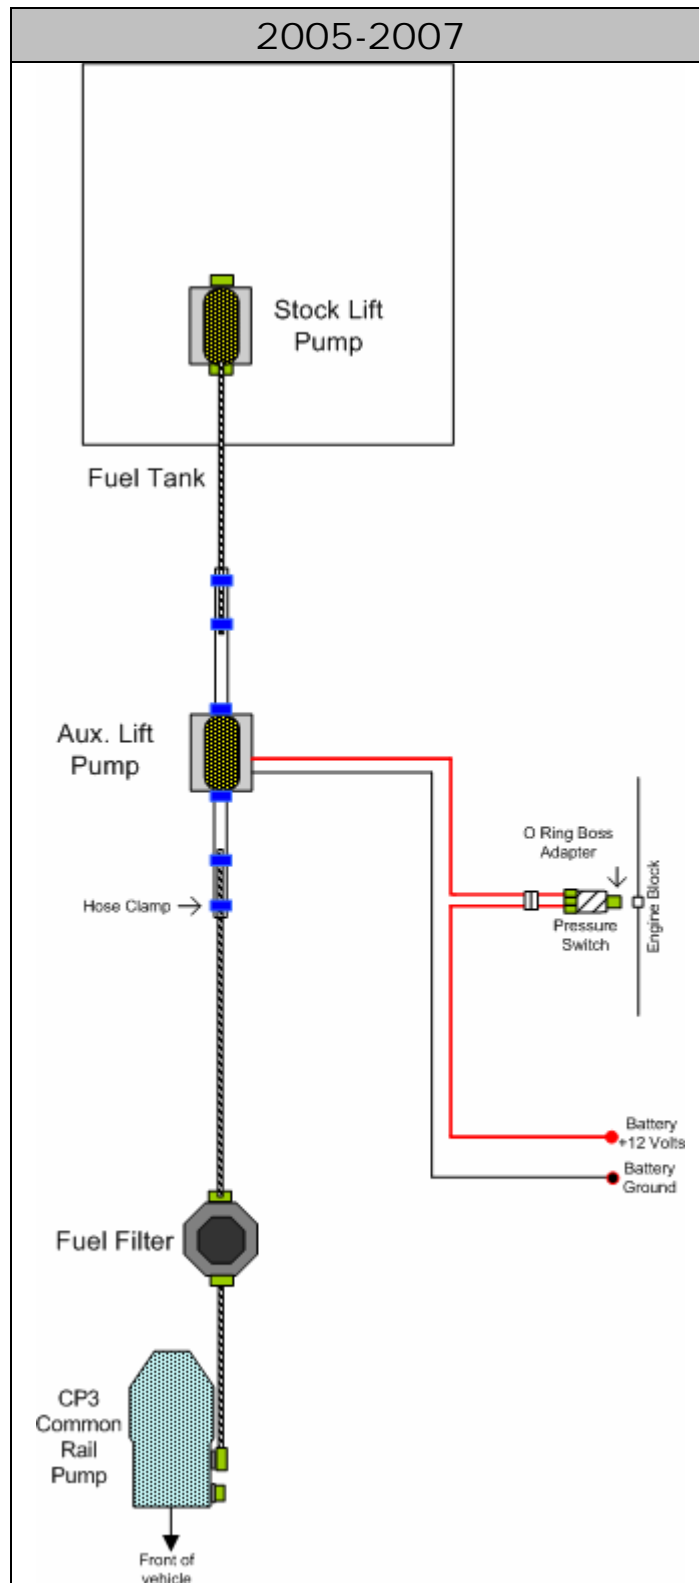 2005-2007
Stock Lift
Pump
Fuel Tank
Aux. Lift
Pump
O Ring Boss
Adapter
Engine Block
Pressure
Switch
Hose Clamp
Battery
+12 Volts
Battery
Ground
Fuel Filter
CP3
Common
Rail
Pump
Front of
vehicle